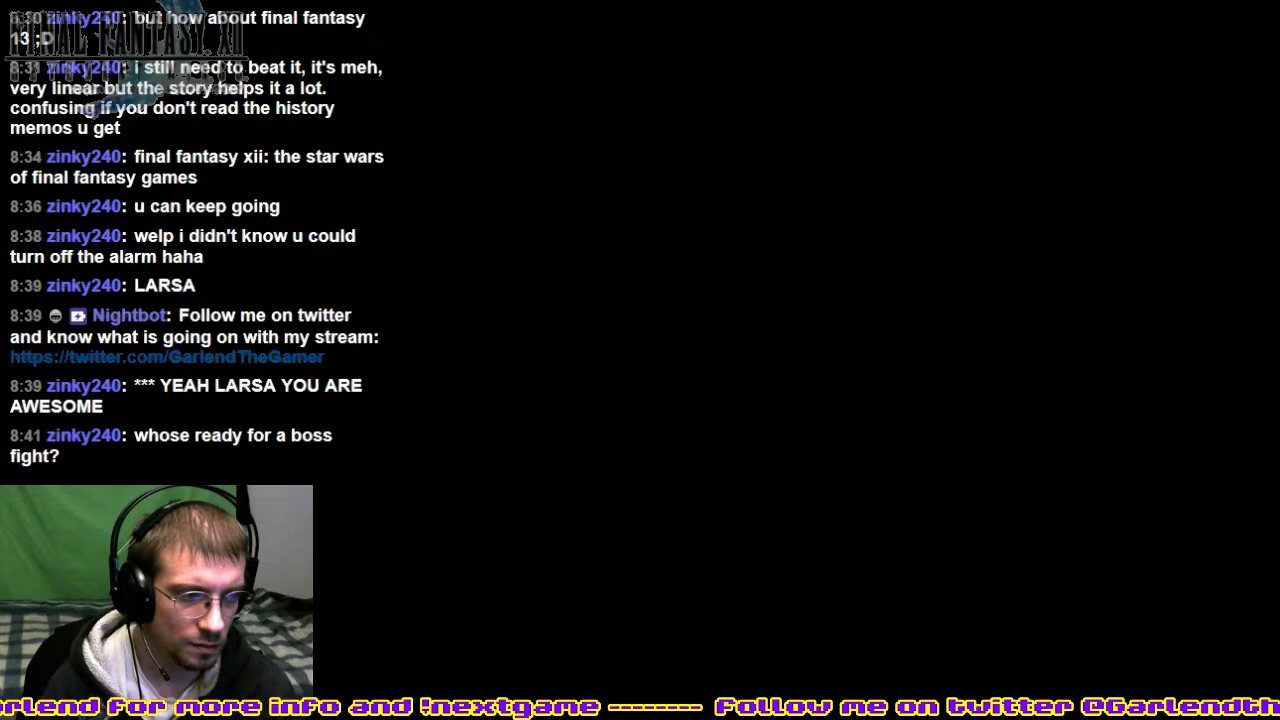 FINAL FANTASY XII
8:30 zinky240: but how about final fantasy
13 ;D
8:31 zinky240: i still need to beat it, it's meh,
very linear but the story helps it a lot.
confusing if you don't read the history
memos u get
8:34 zinky240: final fantasy xii: the star wars
of final fantasy games
8:36 zinky240: u can keep going
8:38 zinky240: welp i didn't know u could
turn off the alarm haha
8:39 zinky240: LARSA
8:39 Nightbot: Follow me on twitter
and know what is going on with my stream:
https://twitter.com/GarlendTheGamer
8:39 zinky240: *** YEAH LARSA YOU ARE
AWESOME
8:41 zinky240: whose ready for a boss
fight?
arlend for more info and !nextgame -------- Follow me on twitter @Garlendth